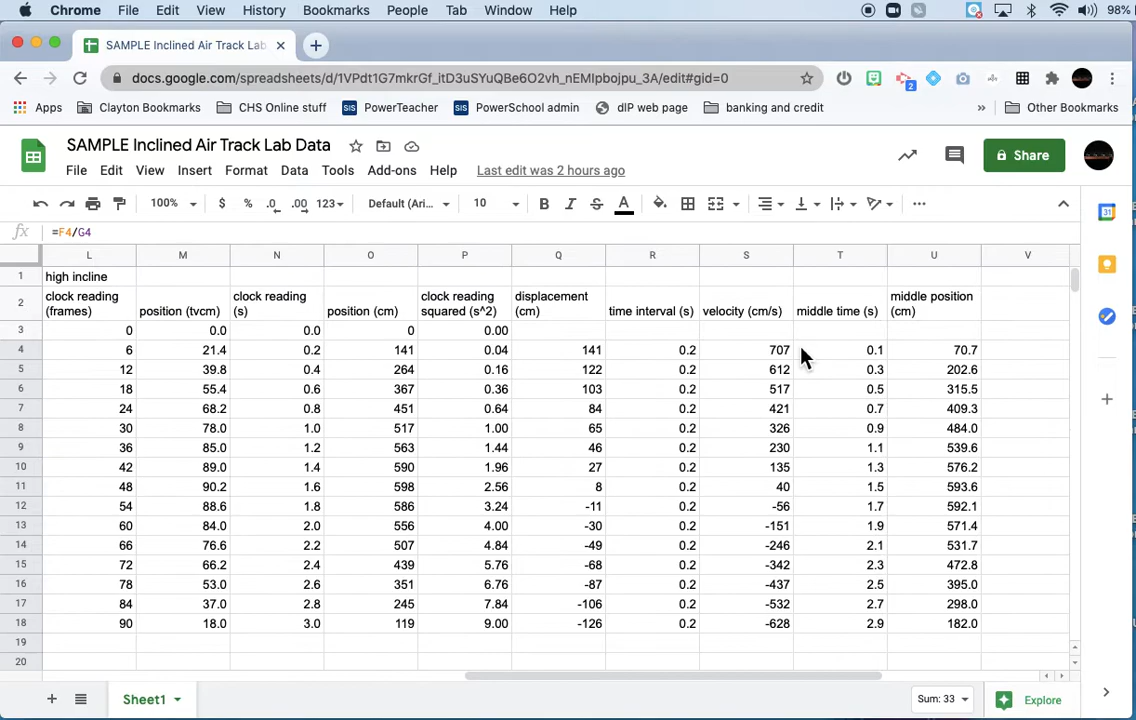 Chrome File Edit View History Bookmarks People Tab Window Help 98%
SAMPLE Inclined Air Track Lab
docs.google.com/spreadsheets/d/1VPdt1G7mkrGf_itD3uSYuQBe6O2vh_nEMIpbojpu_3A/edit#gid=0
2
Apps Clayton Bookmarks CHS Online stuff SIS PowerTeacher SIS PowerSchool admin dIP web page banking and credit » Other Bookmarks
SAMPLE Inclined Air Track Lab Data
Share
File Edit View Insert Format Data Tools Add-ons Help Last edit was 2 hours ago
100% $ % .0 .00 123 Default (Ari... 10 B I S A
31
fx =F4/G4
L M N O P Q R S T U V
1 high incline
2 clock reading (frames) position (tvcm) clock reading (s) position (cm) clock reading squared (s^2) displacement (cm) time interval (s) velocity (cm/s) middle time (s) middle position (cm)
3 0 0.0 0.0 0 0.00
4 6 21.4 0.2 141 0.04 141 0.2 707 0.1 70.7
5 12 39.8 0.4 264 0.16 122 0.2 612 0.3 202.6
6 18 55.4 0.6 367 0.36 103 0.2 517 0.5 315.5
7 24 68.2 0.8 451 0.64 84 0.2 421 0.7 409.3
8 30 78.0 1.0 517 1.00 65 0.2 326 0.9 484.0
9 36 85.0 1.2 563 1.44 46 0.2 230 1.1 539.6
10 42 89.0 1.4 590 1.96 27 0.2 135 1.3 576.2
11 48 90.2 1.6 598 2.56 8 0.2 40 1.5 593.6
12 54 88.6 1.8 586 3.24 -11 0.2 -56 1.7 592.1
13 60 84.0 2.0 556 4.00 -30 0.2 -151 1.9 571.4
14 66 76.6 2.2 507 4.84 -49 0.2 -246 2.1 531.7
15 72 66.2 2.4 439 5.76 -68 0.2 -342 2.3 472.8
16 78 53.0 2.6 351 6.76 -87 0.2 -437 2.5 395.0
17 84 37.0 2.8 245 7.84 -106 0.2 -532 2.7 298.0
18 90 18.0 3.0 119 9.00 -126 0.2 -628 2.9 182.0
19
20
Sheet1 Sum: 33 Explore